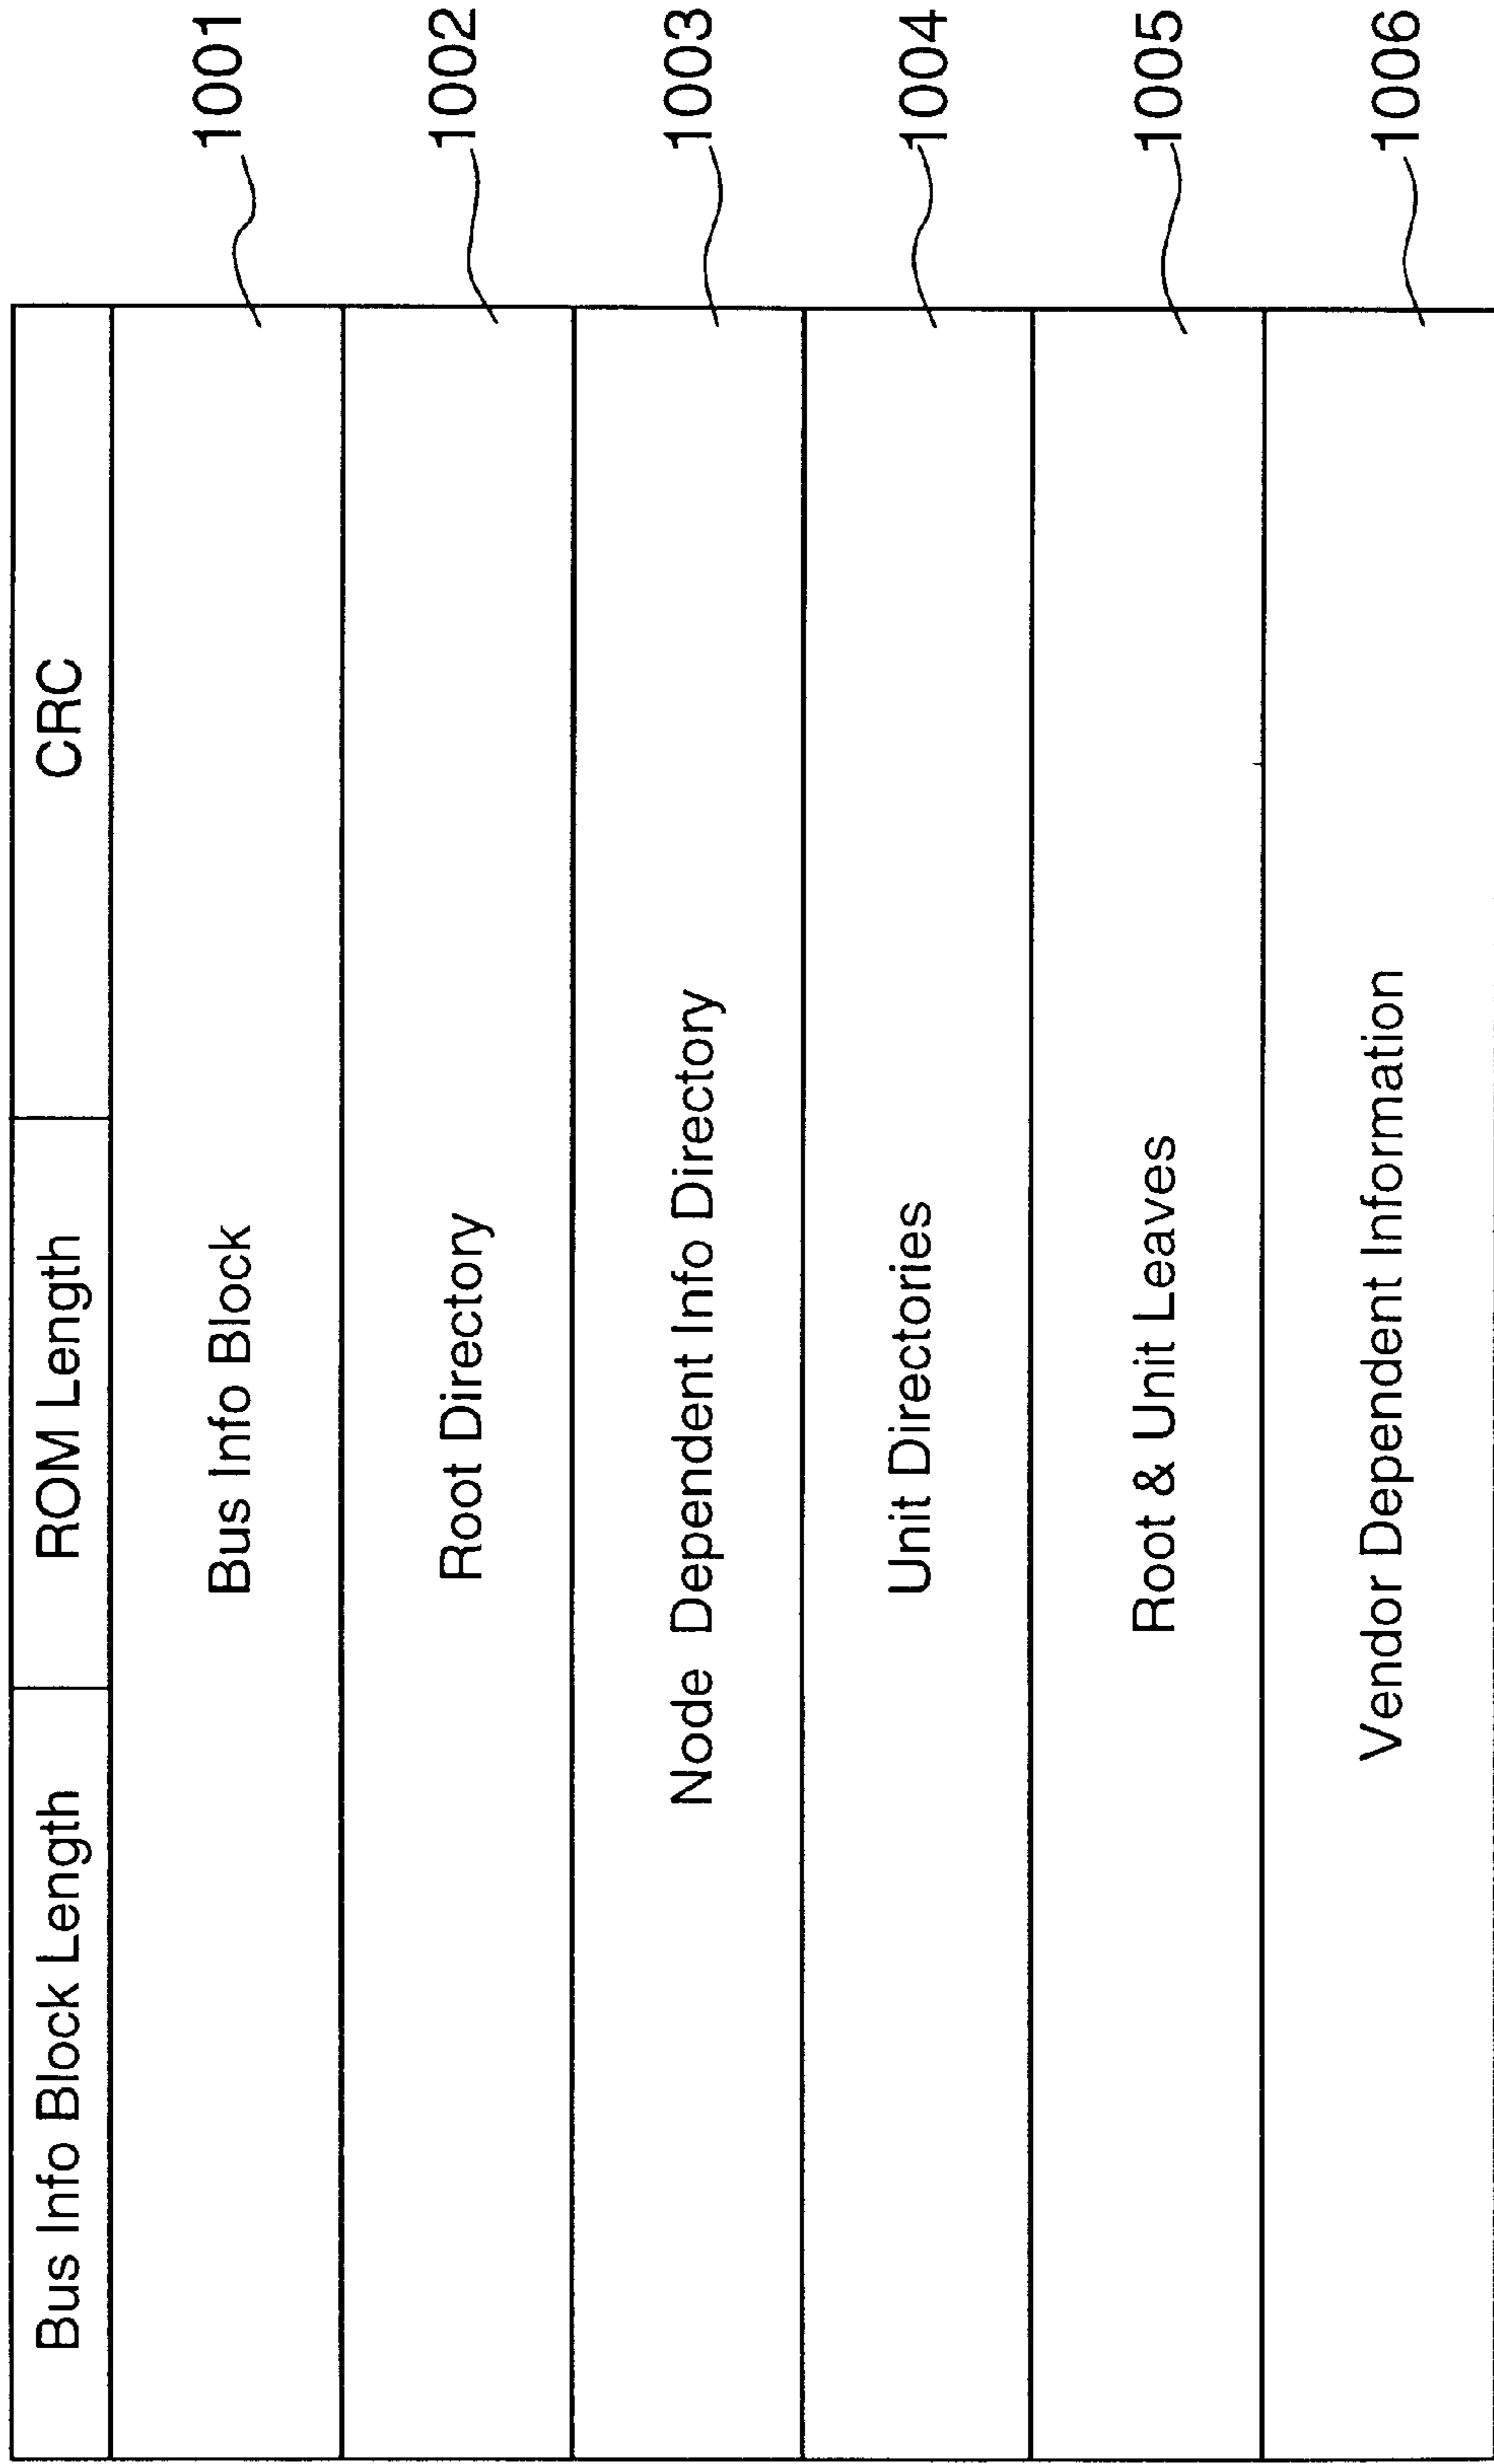 Bus Info Block Length ROM Length CRC
Bus Info Block 1001
Root Directory 1002
Node Dependent Info Directory 1003
Unit Directories 1004
Root & Unit Leaves 1005
Vendor Dependent Information 1006